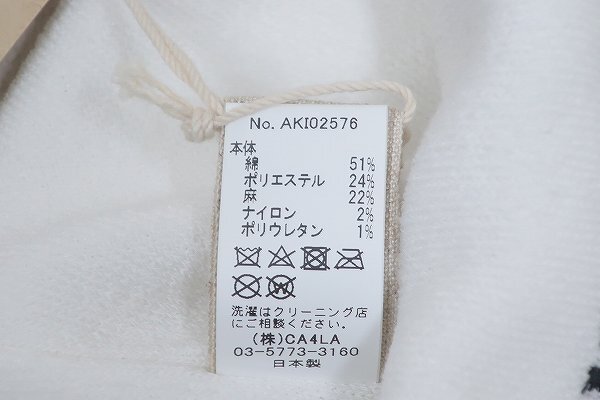 No. AKI02576
本体
綿 51%
ポリエステル 24%
麻 22%
ナイロン 2%
ポリウレタン 1%
W
洗濯はクリーニング店
にご相談ください。
(株)CA4LA
03-5773-3160
日本製